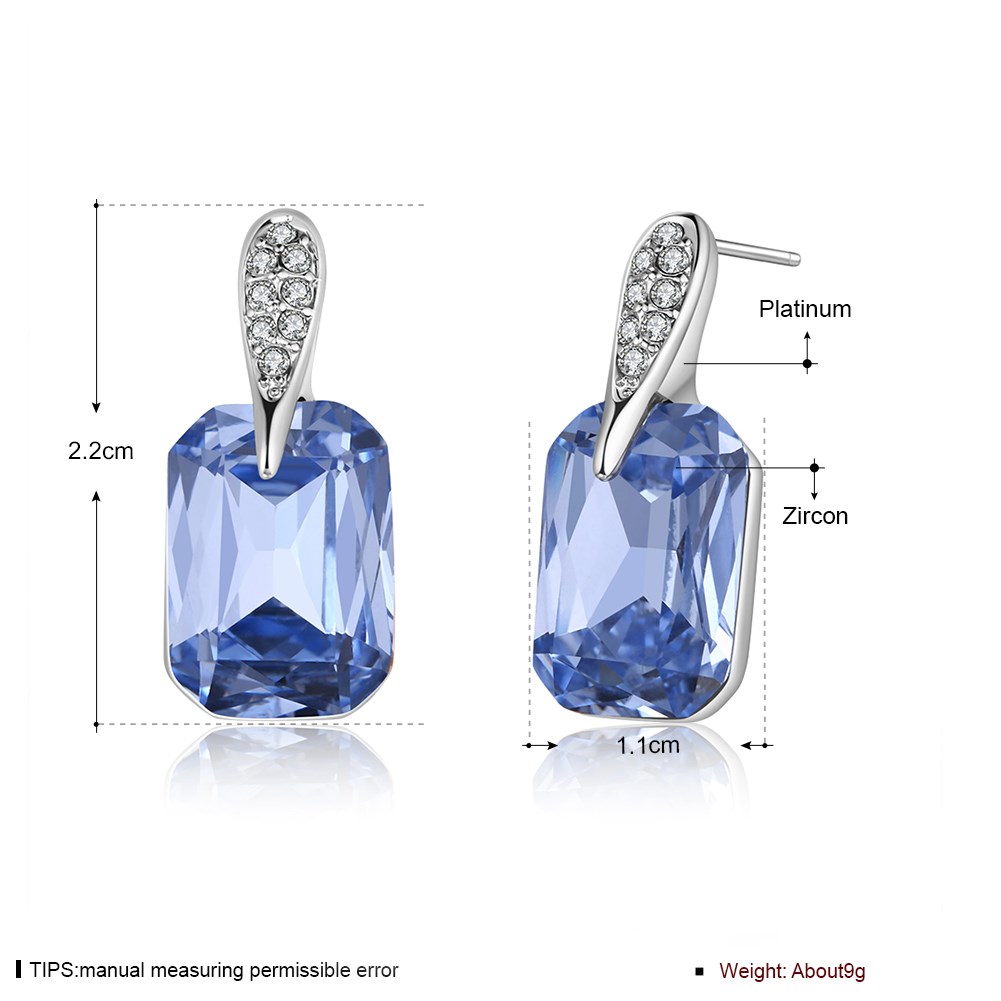 Platinum
2.2cm
Zircon
1.1cm
TIPS:manual measuring permissible error
Weight: About9g